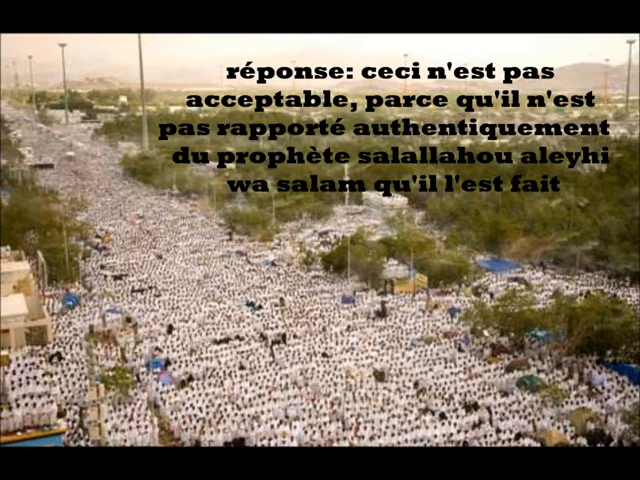 réponse: ceci n'est pas
acceptable, parce qu'il n'est
pas rapporté authentiquement
du prophète salallahou aleyhi
wa salam qu'il l'est fait